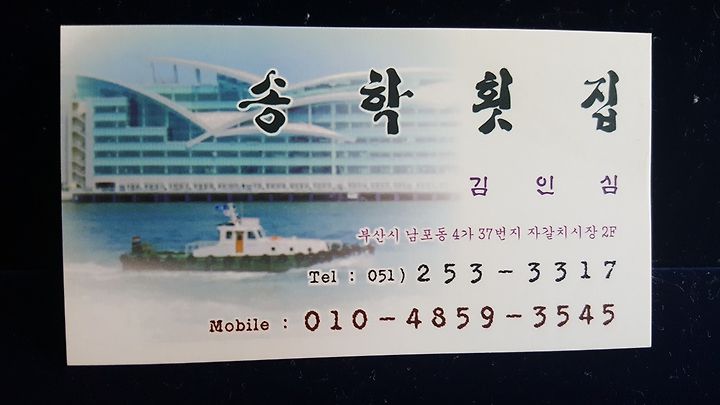 송학횟집
김인심
부산시 남포동 4가 37번지 자갈치시장 2F
Tel : 051) 253-3317
Mobile : 010-4859-3545